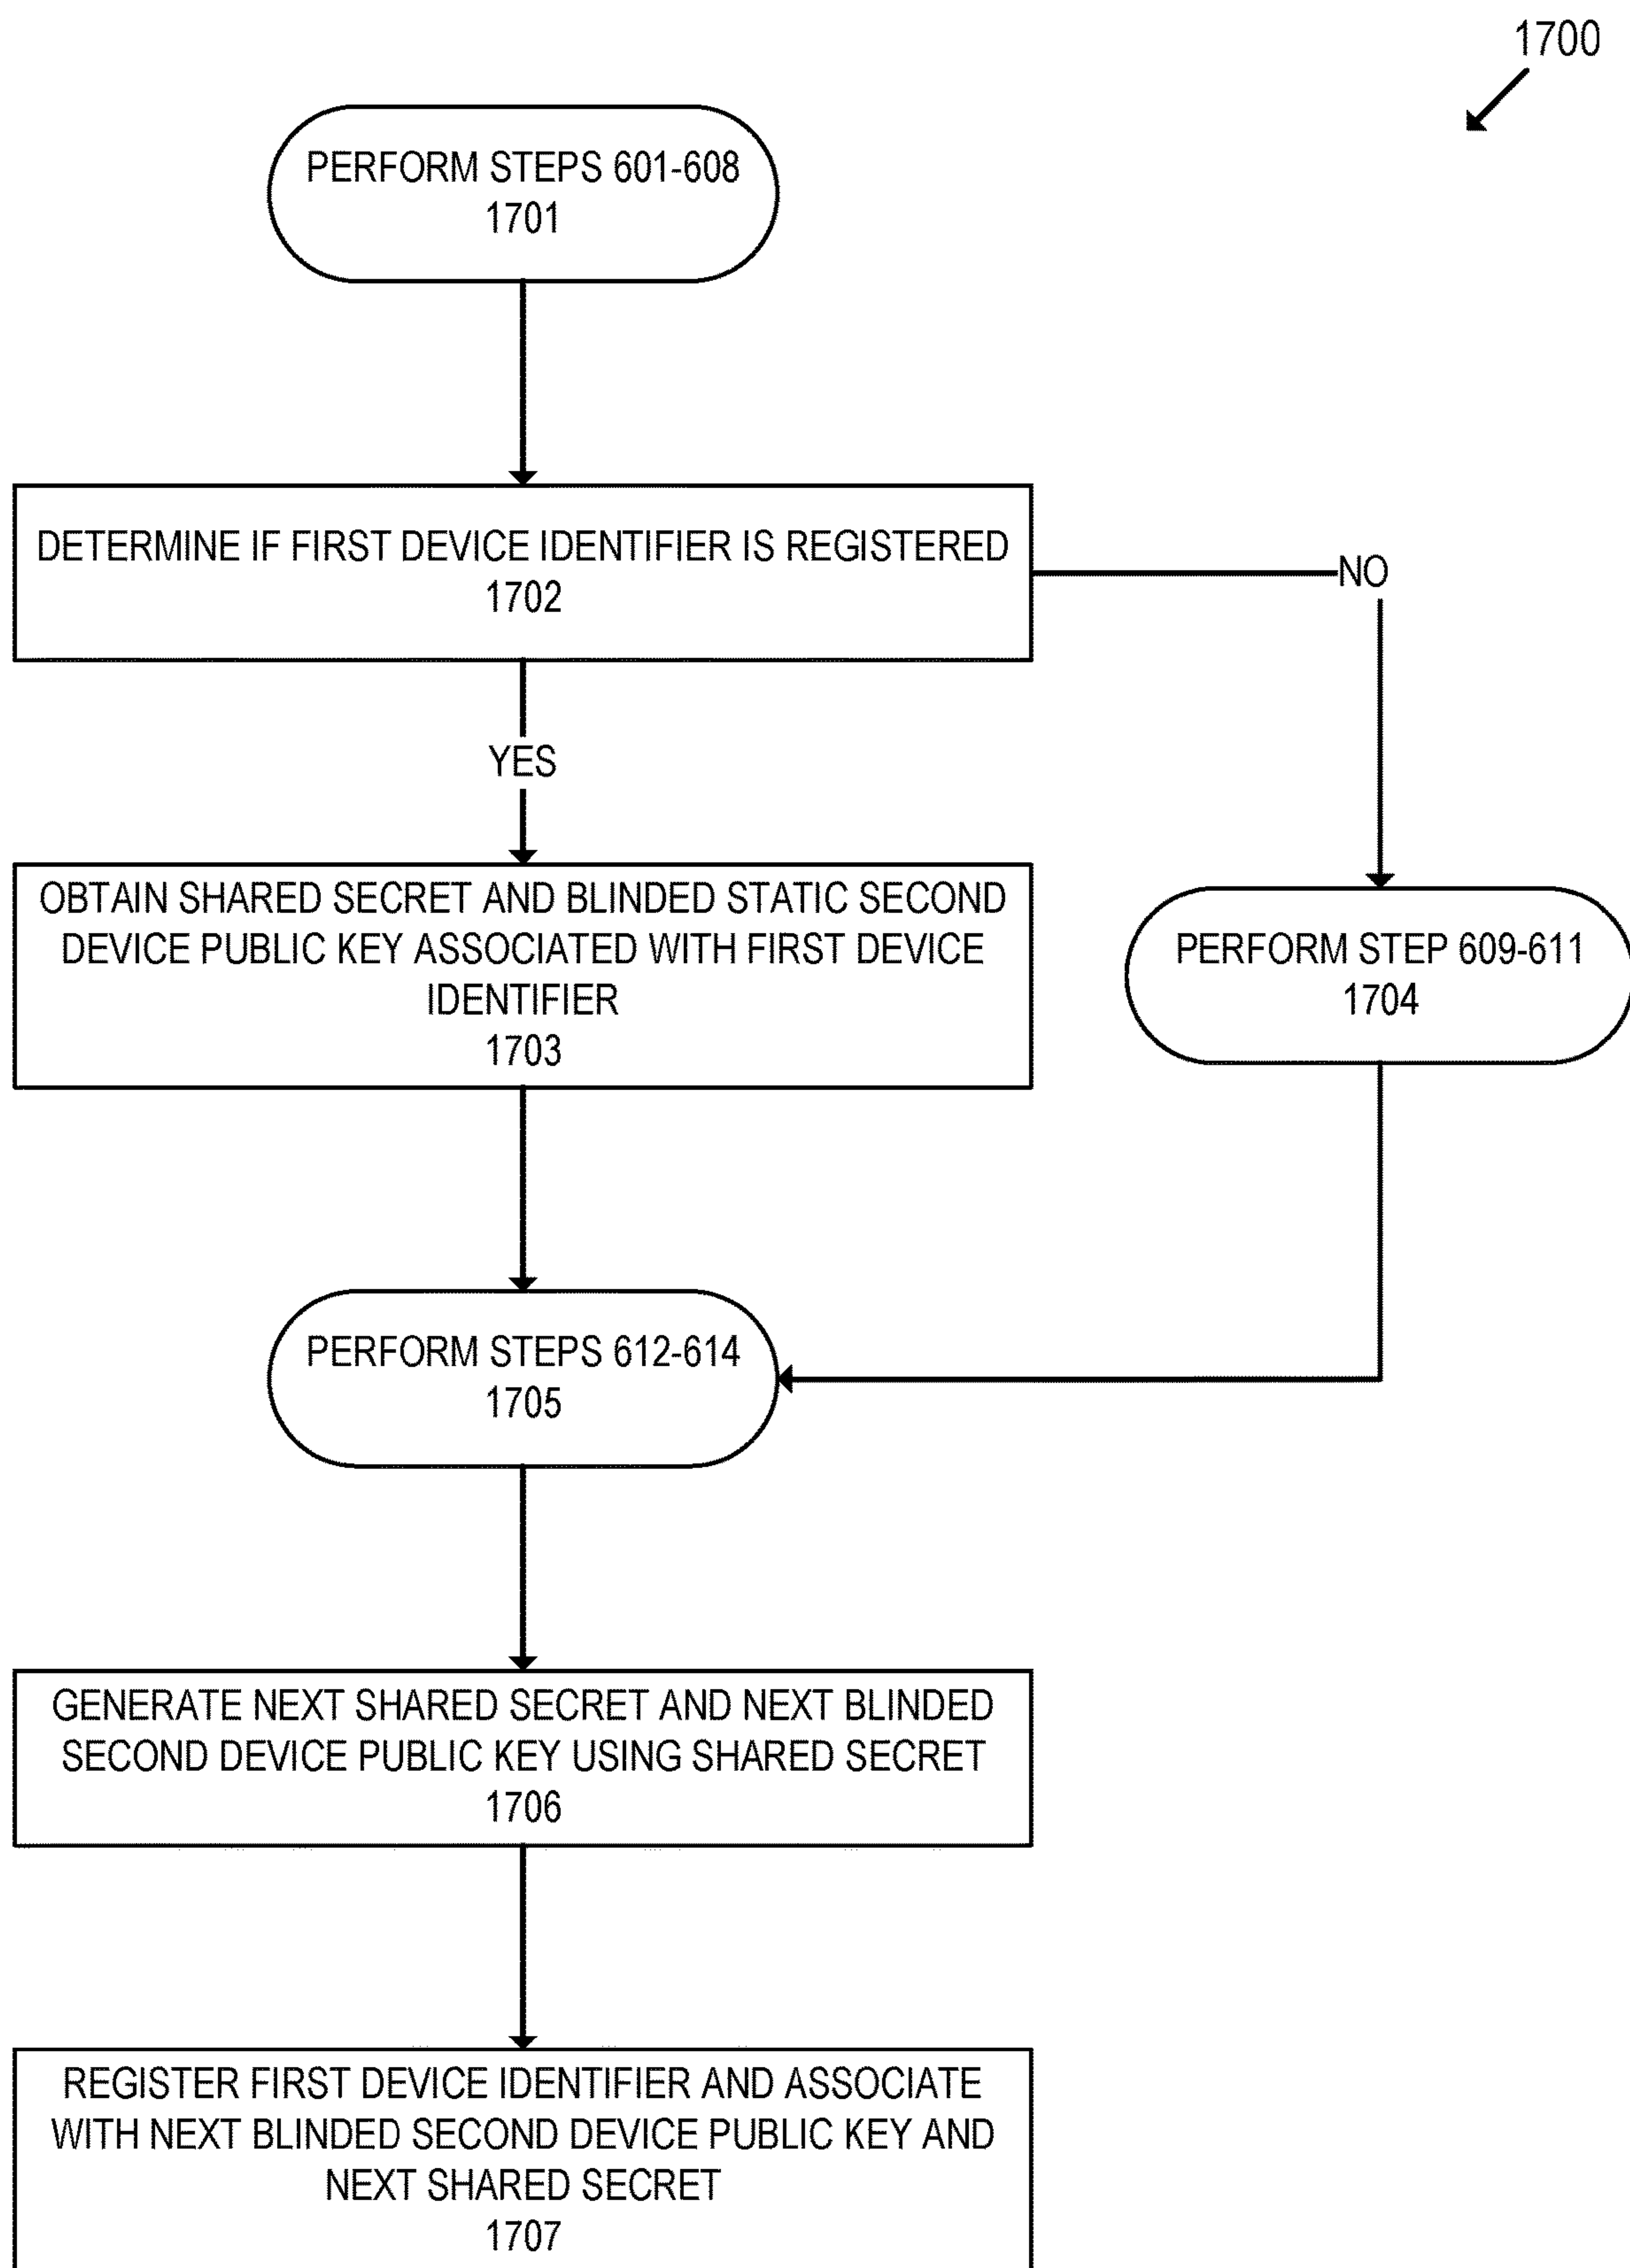 1700
PERFORM STEPS 601-608
1701
DETERMINE IF FIRST DEVICE IDENTIFIER IS REGISTERED
1702
NO
YES
OBTAIN SHARED SECRET AND BLINDED STATIC SECOND
DEVICE PUBLIC KEY ASSOCIATED WITH FIRST DEVICE
IDENTIFIER
1703
PERFORM STEP 609-611
1704
PERFORM STEPS 612-614
1705
GENERATE NEXT SHARED SECRET AND NEXT BLINDED
SECOND DEVICE PUBLIC KEY USING SHARED SECRET
1706
REGISTER FIRST DEVICE IDENTIFIER AND ASSOCIATE
WITH NEXT BLINDED SECOND DEVICE PUBLIC KEY AND
NEXT SHARED SECRET
1707